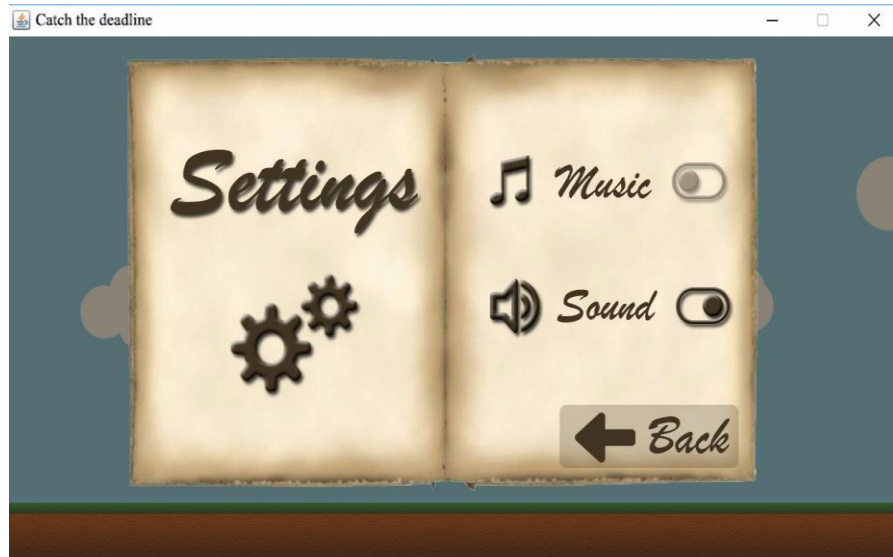 Catch the deadline
Settings
Music
Sound
Back